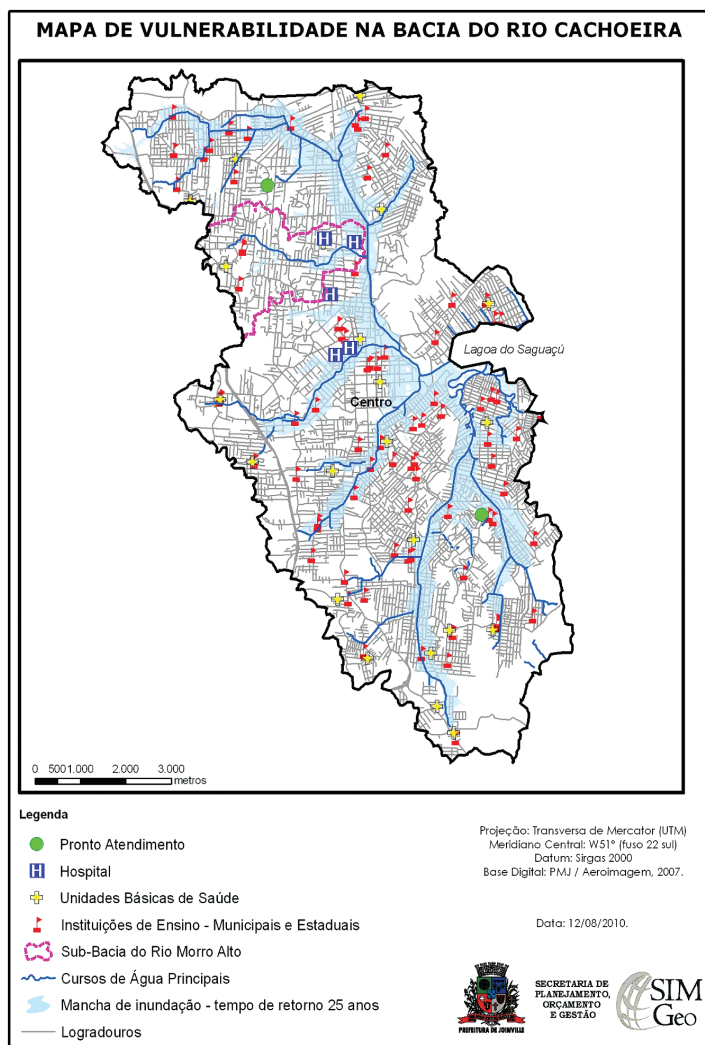 MAPA DE VULNERABILIDADE NA BACIA DO RIO CACHOEIRA
H
H
H
Lagoa do Saguaçú
H
H
Centro
0 5001.000 2.000 3.000
metros
Legenda
Pronto Atendimento
H Hospital
Unidades Básicas de Saúde
Instituições de Ensino - Municipais e Estaduais
Sub-Bacia do Rio Morro Alto
Cursos de Água Principais
Mancha de inundação - tempo de retorno 25 anos
Logradouros
Projeção: Transversa de Mercator (UTM)
Meridiano Central: W51° (fuso 22 sul)
Datum: Sirgas 2000
Base Digital: PMJ / Aeroimagem, 2007.
Data: 12/08/2010.
PREFEITURA DE JOINVILLE
SECRETARIA DE
PLANEJAMENTO,
ORÇAMENTO
E GESTÃO
SIM
Geo